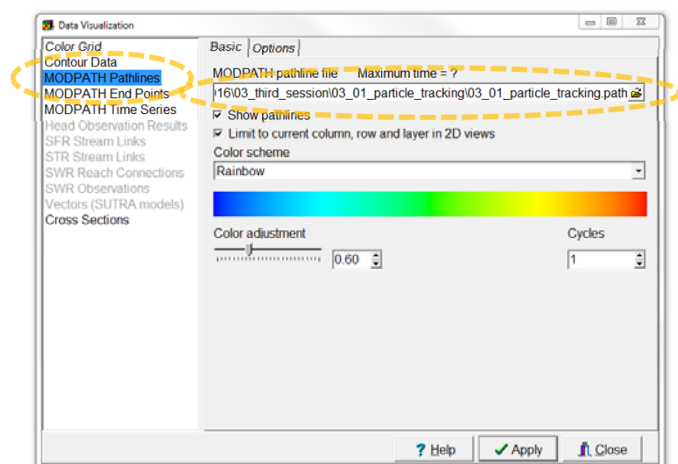 Data Visualization
Color Grid
Contour Data
MODPATH Pathlines
MODPATH End Points
MODPATH Time Series
Head Observation Results
SFR Stream Links
STR Stream Links
SWR Reach Connections
SWR Observations
Vectors (SUTRA models)
Cross Sections
Basic Options
MODPATH pathline file Maximum time = ?
16\03_third_session\03_01_particle_tracking\03_01_particle_tracking.path
Show pathlines
Limit to current column, row and layer in 2D views
Color scheme
Rainbow
Color adjustment Cycles
0.60 1
? Help Apply Close